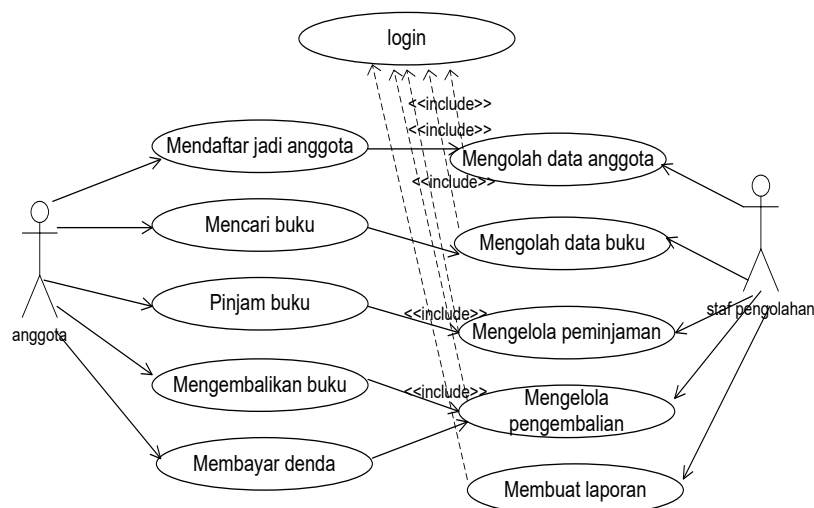 login
<<include>>
<<include>>
Mendaftar jadi anggota
Mengolah data anggota
<<include>>
Mencari buku
Mengolah data buku
Pinjam buku
staf pengolahan
<<include>>
anggota
Mengelola peminjaman
Mengembalikan buku
<<include>>
Mengelola
pengembalian
Membayar denda
Membuat laporan